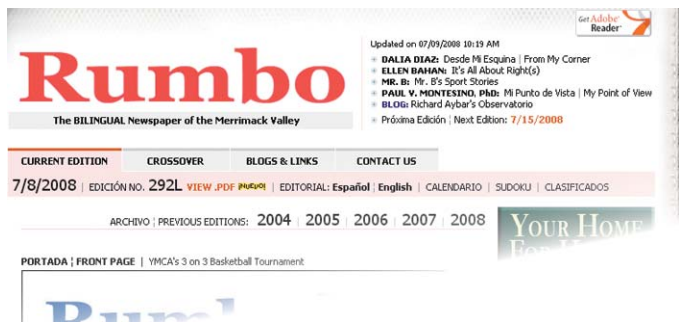 Get Adobe
Reader
Updated on 07/09/2008 10:19 AM
Rumbo
DALIA DIAZ: Desde Mi Esquina | From My Corner
ELLEN BAHAN: It's All About Right(s)
MR. B: Mr. B's Sport Stories
PAUL V. MONTESINO, PhD: Mi Punto de Vista | My Point of View
BLOG: Richard Aybar's Observatorio
The BILINGUAL Newspaper of the Merrimack Valley
Próxima Edición | Next Edition: 7/15/2008
CURRENT EDITION CROSSOVER BLOGS & LINKS CONTACT US
7/8/2008 | EDICIÓN NO. 292L VIEW .PDF ¡NUEVO! | EDITORIAL: Español | English | CALENDARIO | SUDOKU | CLASIFICADOS
ARCHIVO | PREVIOUS EDITIONS: 2004 | 2005 | 2006 | 2007 | 2008
YOUR HOME
PORTADA | FRONT PAGE | YMCA's 3 on 3 Basketball Tournament